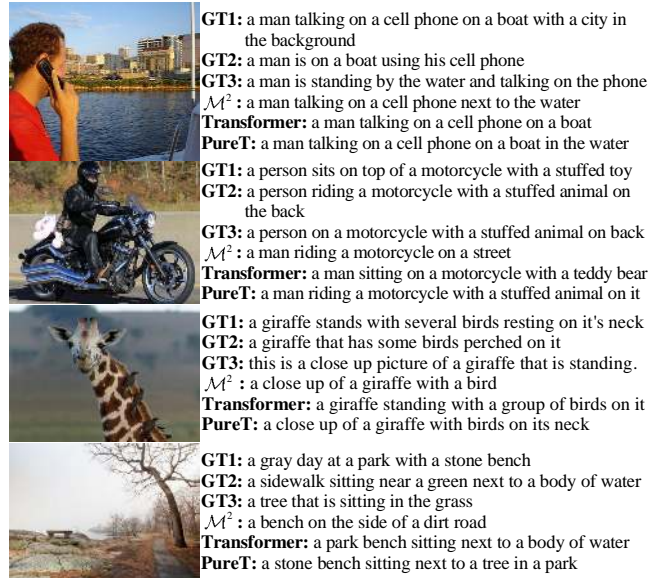 GT1: a man talking on a cell phone on a boat with a city in
the background
GT2: a man is on a boat using his cell phone
GT3: a man is standing by the water and talking on the phone
M² : a man talking on a cell phone next to the water
Transformer: a man talking on a cell phone on a boat
PureT: a man talking on a cell phone on a boat in the water
GT1: a person sits on top of a motorcycle with a stuffed toy
GT2: a person riding a motorcycle with a stuffed animal on
the back
GT3: a person on a motorcycle with a stuffed animal on back
M² : a man riding a motorcycle on a street
Transformer: a man sitting on a motorcycle with a teddy bear
PureT: a man riding a motorcycle with a stuffed animal on it
GT1: a giraffe stands with several birds resting on it's neck
GT2: a giraffe that has some birds perched on it
GT3: this is a close up picture of a giraffe that is standing.
M² : a close up of a giraffe with a bird
Transformer: a giraffe standing with a group of birds on it
PureT: a close up of a giraffe with birds on its neck
GT1: a gray day at a park with a stone bench
GT2: a sidewalk sitting near a green next to a body of water
GT3: a tree that is sitting in the grass
M² : a bench on the side of a dirt road
Transformer: a park bench sitting next to a body of water
PureT: a stone bench sitting next to a tree in a park